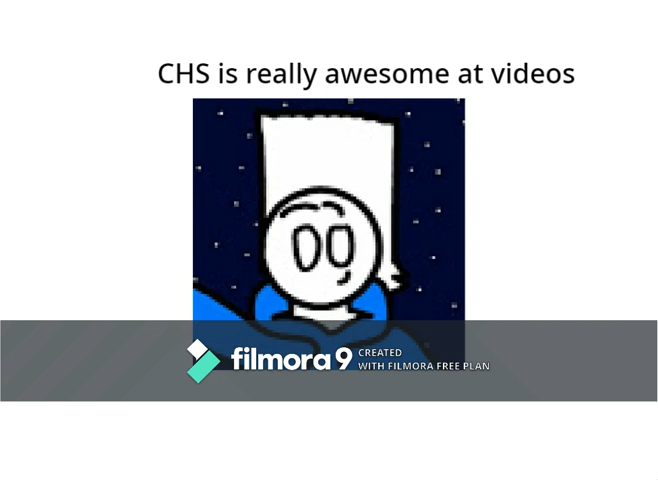 CHS is really awesome at videos
filmora 9 CREATED
WITH FILMORA FREE PLAN